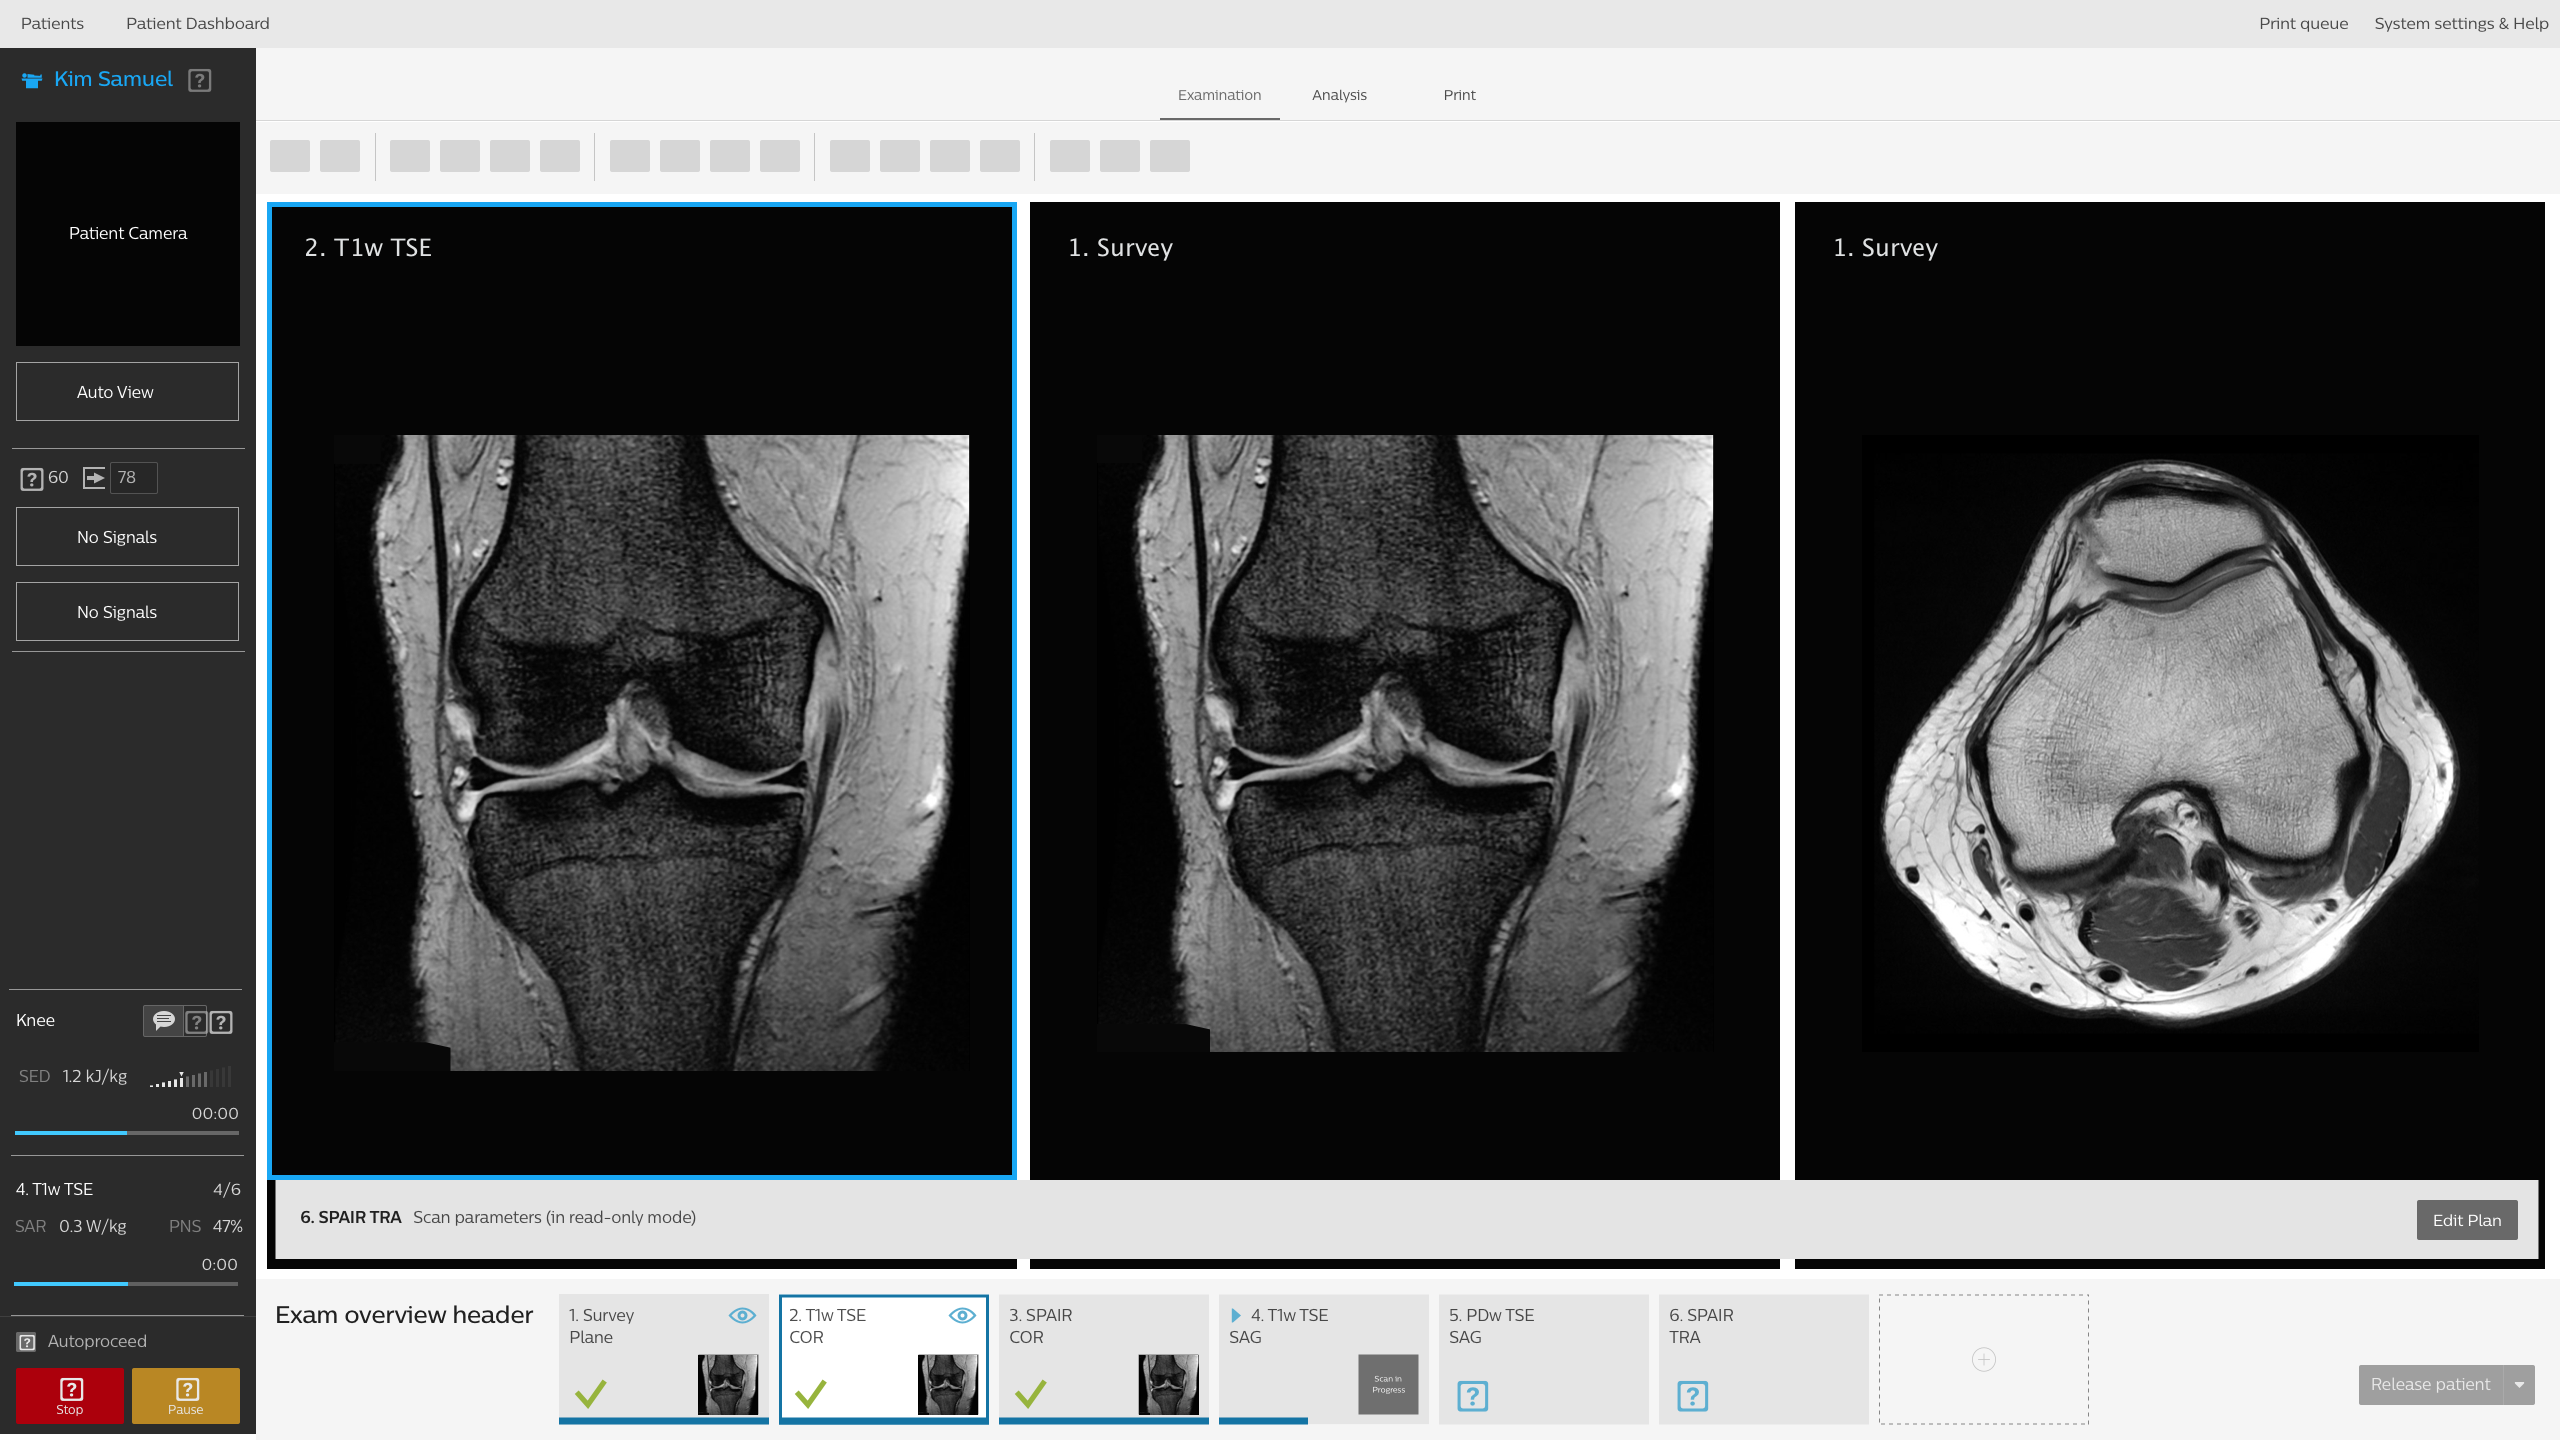 Patients
Patient Dashboard
Print queue
System settings & Help
Kim Samuel
Patient Camera
Auto View
60
78
No Signals
No Signals
Knee
SED 1.2 kJ/kg
00:00
4. T1w TSE 4/6
SAR 0.3 W/kg PNS 47%
0:00
Autoproceed
Stop
Pause
Examination
Analysis
Print
2. T1w TSE
1. Survey
1. Survey
6. SPAIR TRA Scan parameters (in read-only mode)
Edit Plan
Exam overview header
1. Survey
Plane
2. T1w TSE
COR
3. SPAIR
COR
4. T1w TSE
SAG
Scan In
Progress
5. PDw TSE
SAG
6. SPAIR
TRA
Release patient